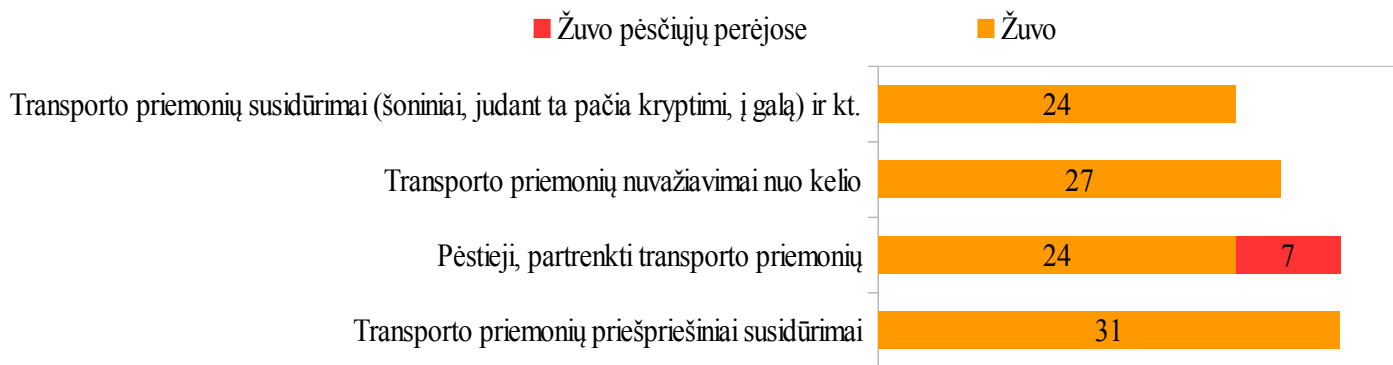 Žuvo pėsčiųjų perėjose Žuvo
Transporto priemonių susidūrimai (šoniniai, judant ta pačia kryptimi, į galą) ir kt. 24
Transporto priemonių nuvažiavimai nuo kelio 27
Pėstieji, partrenkti transporto priemonių 24 7
Transporto priemonių priešpriešiniai susidūrimai 31